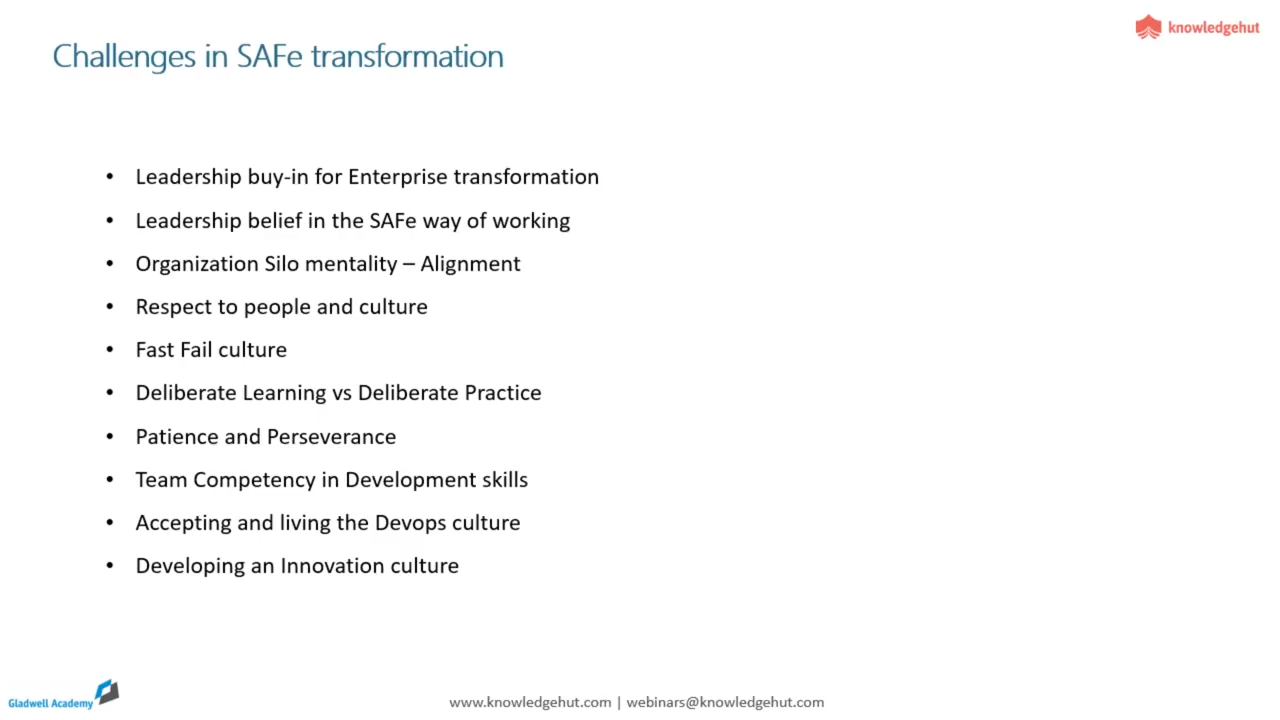 knowledgehut
Challenges in SAFe transformation
• Leadership buy-in for Enterprise transformation
• Leadership belief in the SAFe way of working
• Organization Silo mentality – Alignment
• Respect to people and culture
• Fast Fail culture
• Deliberate Learning vs Deliberate Practice
• Patience and Perseverance
• Team Competency in Development skills
• Accepting and living the Devops culture
• Developing an Innovation culture
Gladwell Academy
www.knowledgehut.com | webinars@knowledgehut.com